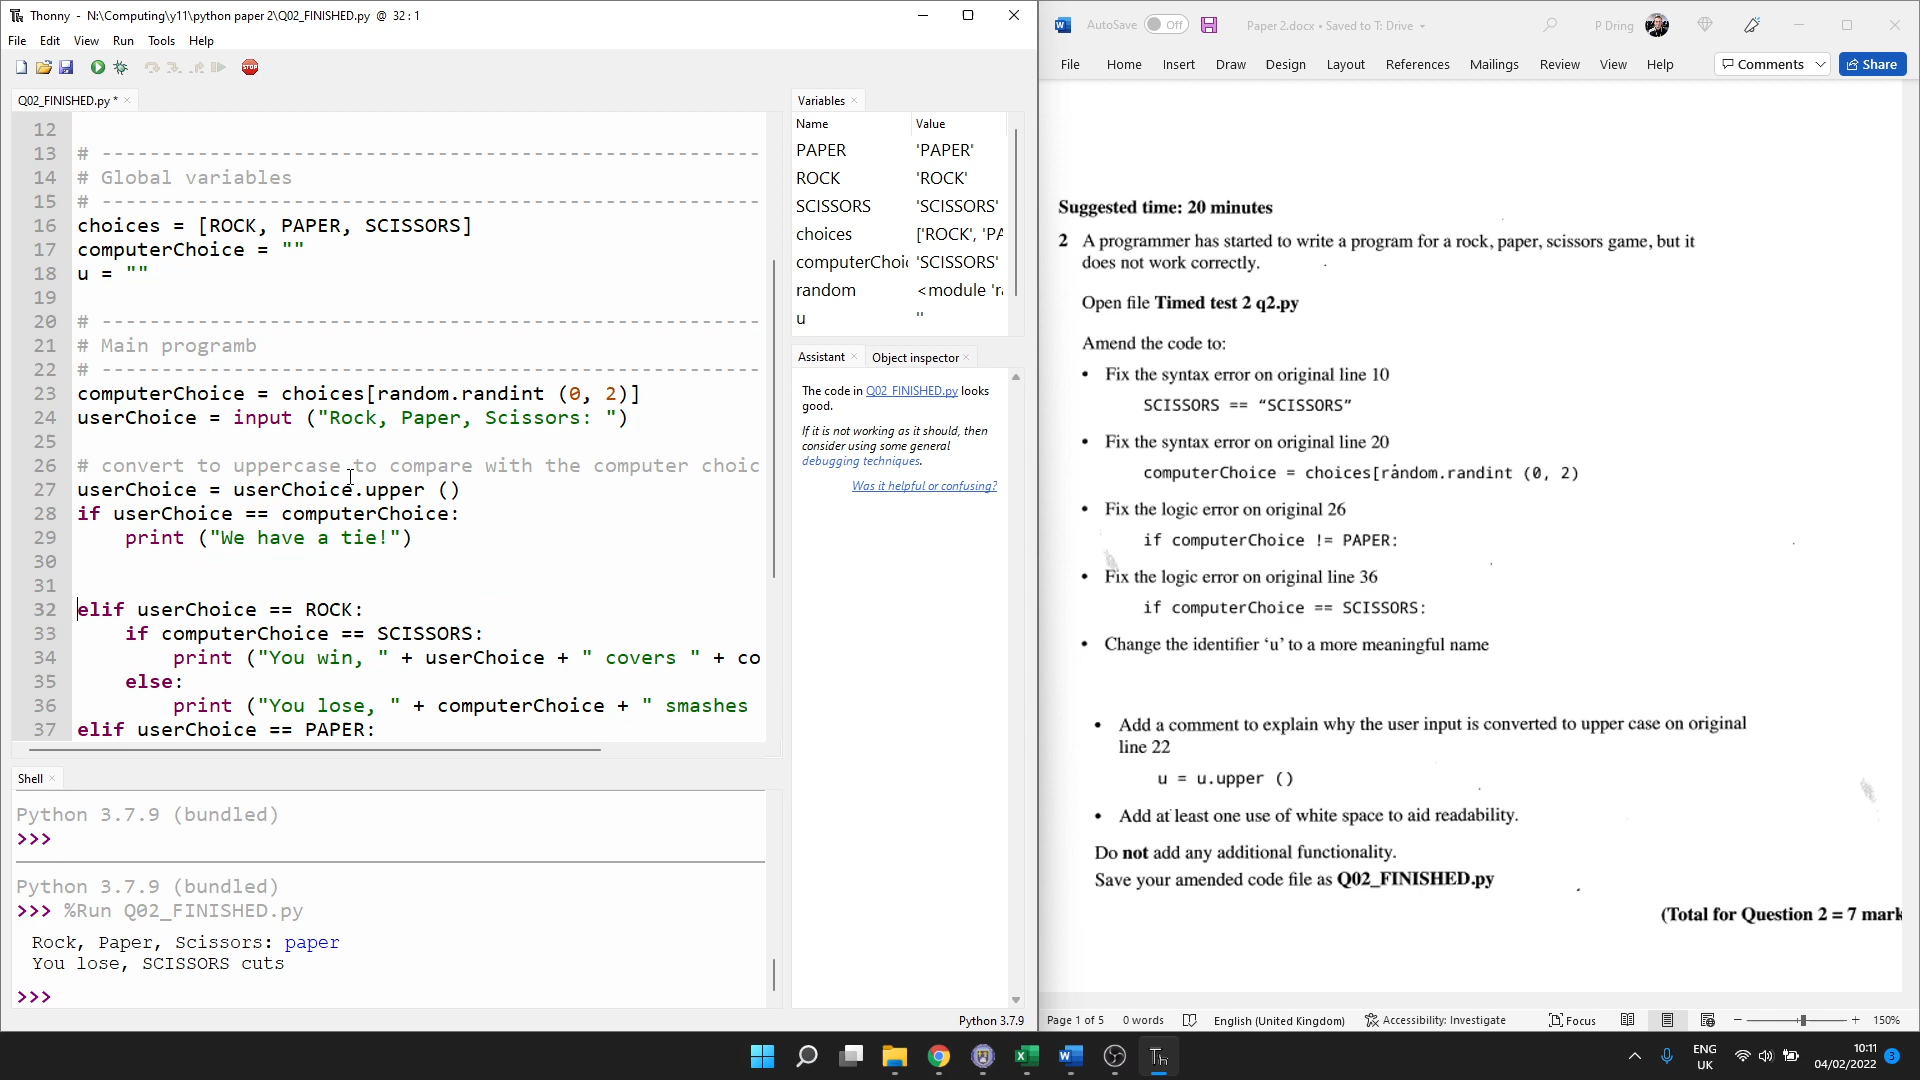 Thonny - N:\Computing\y11\python paper 2\Q02_FINISHED.py @ 32 : 1
File Edit View Run Tools Help
STOP
Q02_FINISHED.py *
12
13 # -------------------------------------------------------
14 # Global variables
15 # -------------------------------------------------------
16 choices = [ROCK, PAPER, SCISSORS]
17 computerChoice = ""
18 u = ""
19
20 # -------------------------------------------------------
21 # Main programb
22 # -------------------------------------------------------
23 computerChoice = choices[random.randint (0, 2)]
24 userChoice = input ("Rock, Paper, Scissors: ")
25
26 # convert to uppercase to compare with the computer choic
27 userChoice = userChoice.upper ()
28 if userChoice == computerChoice:
29 print ("We have a tie!")
30
31
32 elif userChoice == ROCK:
33 if computerChoice == SCISSORS:
34 print ("You win, " + userChoice + " covers " + co
35 else:
36 print ("You lose, " + computerChoice + " smashes
37 elif userChoice == PAPER:
Shell
Python 3.7.9 (bundled)
>>>
Python 3.7.9 (bundled)
>>> %Run Q02_FINISHED.py
Rock, Paper, Scissors: paper
You lose, SCISSORS cuts
>>>
Variables
Name Value
PAPER 'PAPER'
ROCK 'ROCK'
SCISSORS 'SCISSORS'
choices ['ROCK', 'PA
computerChoic 'SCISSORS'
random <module 'ra
u ''
Assistant Object inspector
The code in Q02_FINISHED.py looks
good.
If it is not working as it should, then
consider using some general
debugging techniques.
Was it helpful or confusing?
Python 3.7.9
AutoSave Off Paper 2.docx • Saved to T: Drive P Dring
File Home Insert Draw Design Layout References Mailings Review View Help Comments Share
Suggested time: 20 minutes
2 A programmer has started to write a program for a rock, paper, scissors game, but it
does not work correctly.
Open file Timed test 2 q2.py
Amend the code to:
• Fix the syntax error on original line 10
SCISSORS == “SCISSORS”
• Fix the syntax error on original line 20
computerChoice = choices[random.randint (0, 2)
• Fix the logic error on original 26
if computerChoice != PAPER:
• Fix the logic error on original line 36
if computerChoice == SCISSORS:
• Change the identifier ‘u’ to a more meaningful name
• Add a comment to explain why the user input is converted to upper case on original
line 22
u = u.upper ()
• Add at least one use of white space to aid readability.
Do not add any additional functionality.
Save your amended code file as Q02_FINISHED.py
(Total for Question 2 = 7 mark
Page 1 of 5 0 words English (United Kingdom) Accessibility: Investigate Focus 150%
ENG
UK
10:11
04/02/2022
3